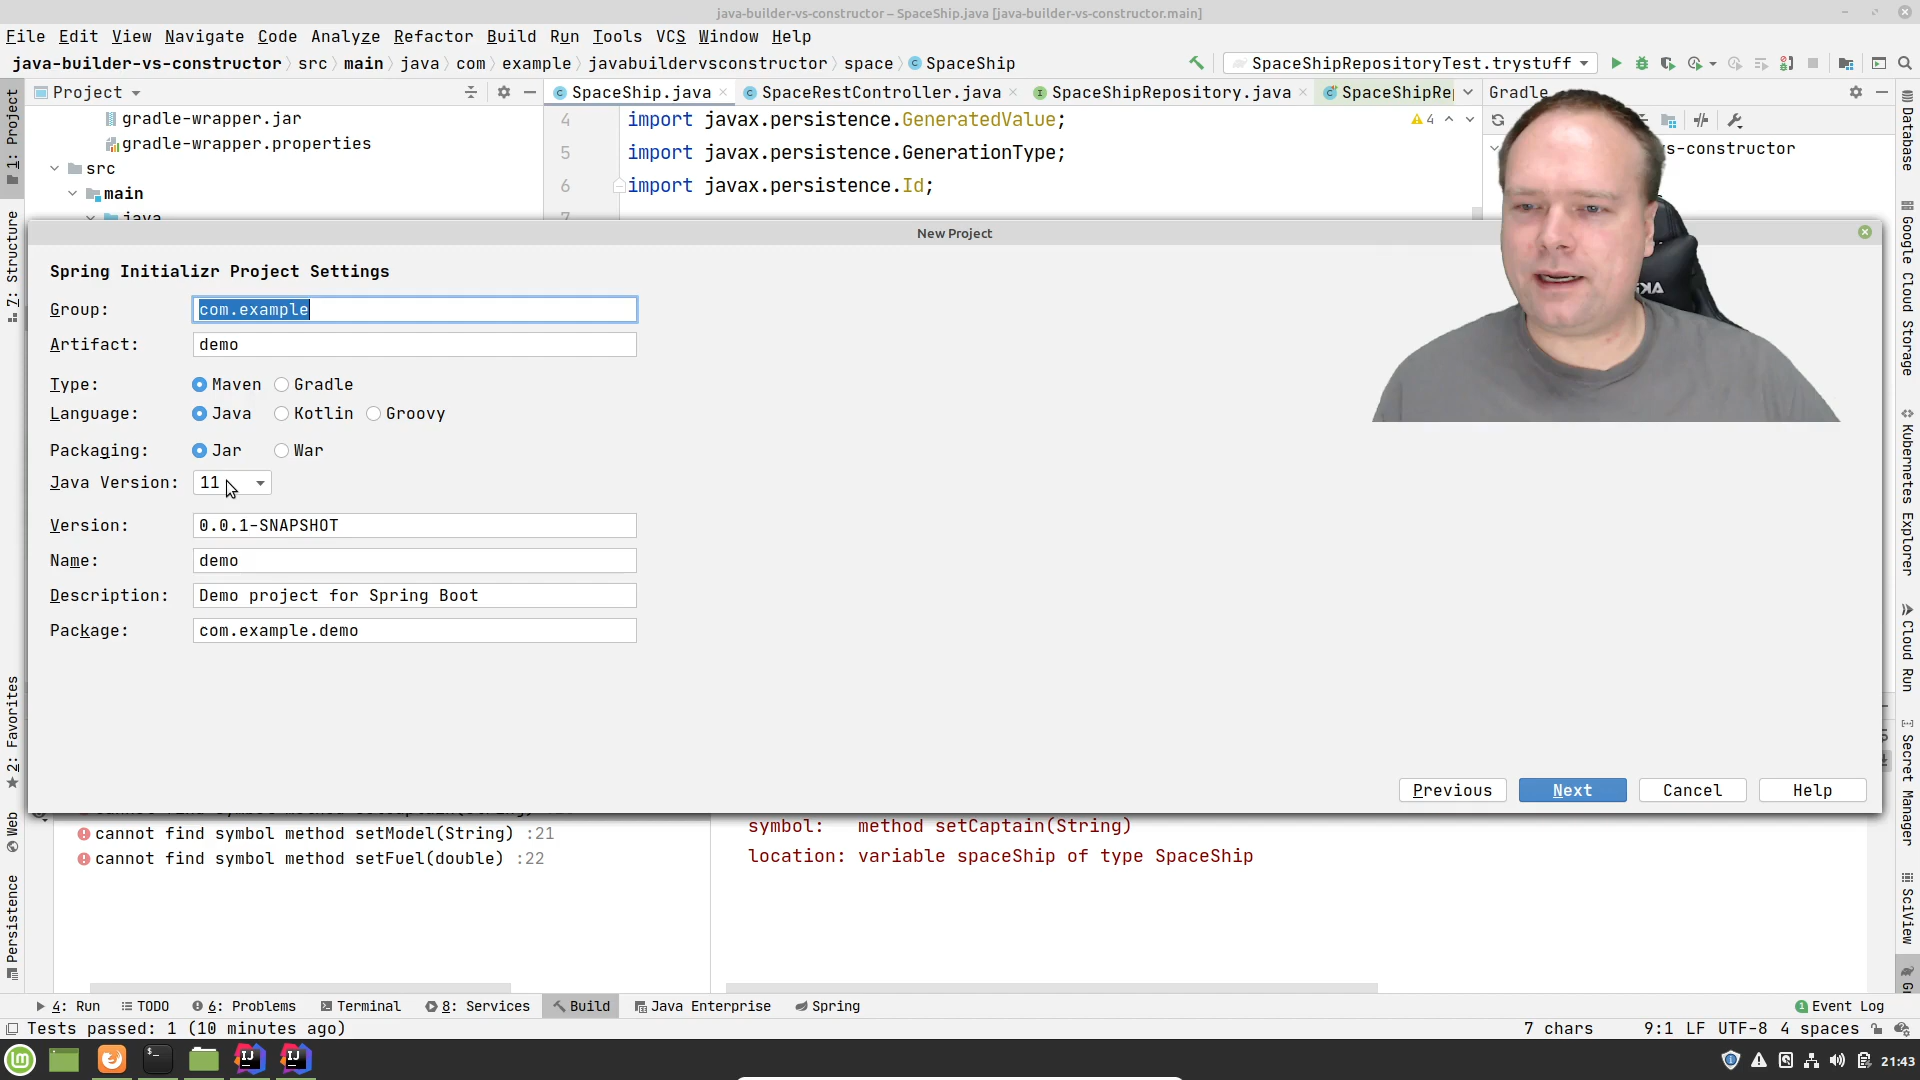 java-builder-vs-constructor – SpaceShip.java [java-builder-vs-constructor.main]
File Edit View Navigate Code Analyze Refactor Build Run Tools VCS Window Help
java-builder-vs-constructor src main java com example javabuildervsconstructor space SpaceShip
SpaceShipRepositoryTest.trystuff
Project
SpaceShip.java SpaceRestController.java SpaceShipRepository.java SpaceShipRe
Gradle
gradle-wrapper.jar
gradle-wrapper.properties
src
main
java
4 import javax.persistence.GeneratedValue;
5 import javax.persistence.GenerationType;
6 import javax.persistence.Id;
7
4
s-constructor
New Project
Spring Initializr Project Settings
Group: com.example
Artifact: demo
Type: Maven Gradle
Language: Java Kotlin Groovy
Packaging: Jar War
Java Version: 11
Version: 0.0.1-SNAPSHOT
Name: demo
Description: Demo project for Spring Boot
Package: com.example.demo
Previous Next Cancel Help
cannot find symbol method setModel(String) :21
cannot find symbol method setFuel(double) :22
symbol: method setCaptain(String)
location: variable spaceShip of type SpaceShip
1: Project
7: Structure
2: Favorites
Web
Persistence
Database
Google Cloud Storage
Kubernetes Explorer
Cloud Run
Secret Manager
SciView
4: Run TODO 6: Problems Terminal 8: Services Build Java Enterprise Spring
1 Event Log
Tests passed: 1 (10 minutes ago)
7 chars 9:1 LF UTF-8 4 spaces
21:43